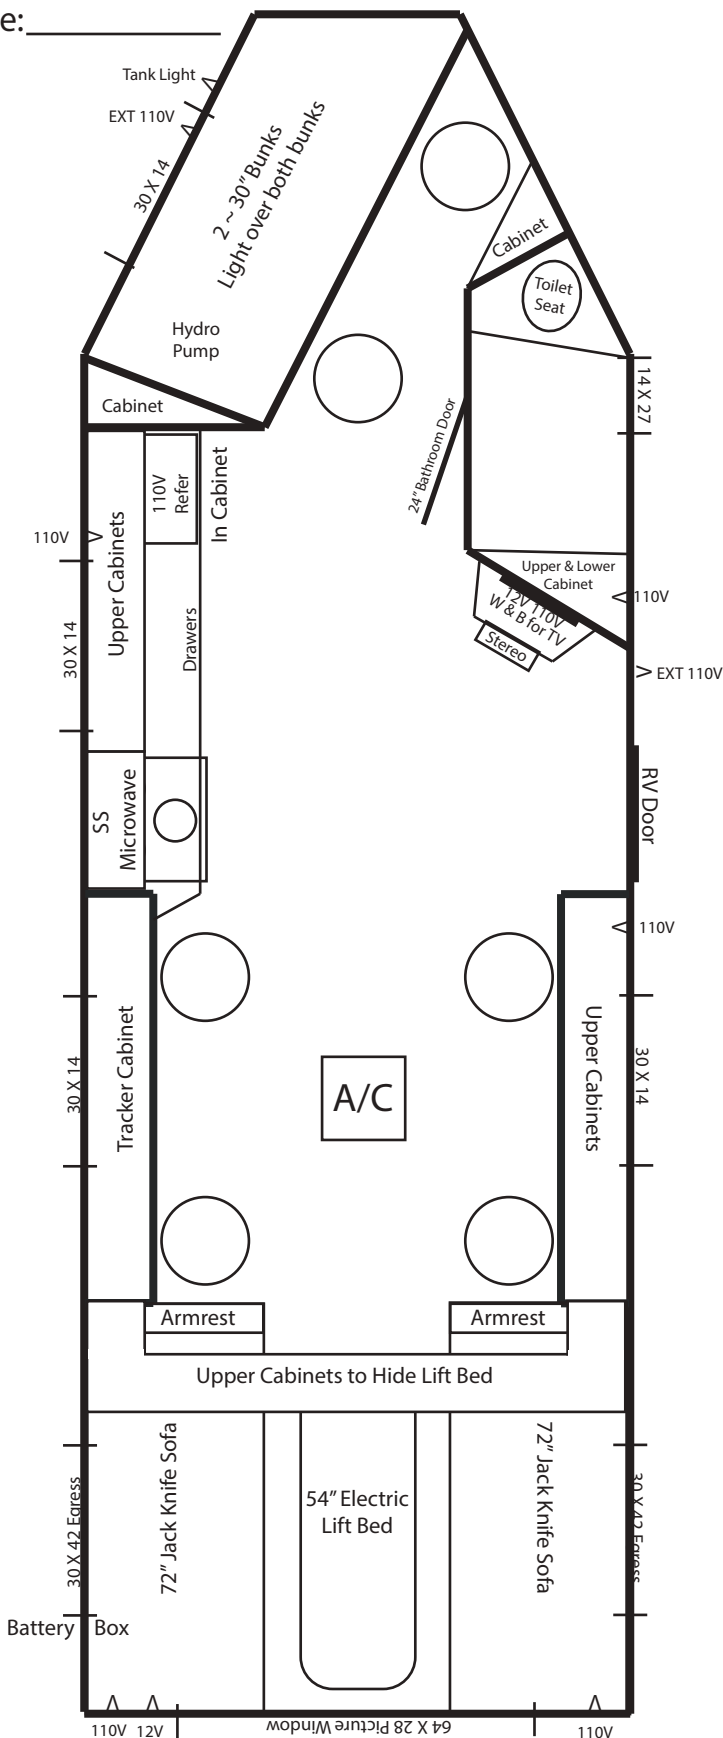 e:
Tank Light
EXT 110V
30 X 14
2 ~ 30" Bunks
Light over both bunks
Hydro
Pump
Cabinet
Cabinet
Toilet
Seat
14 X 27
24" Bathroom Door
110V
Refer
In Cabinet
Upper Cabinets
110V
30 X 14
Drawers
Upper & Lower
Cabinet
12V 110V
W & B for TV
Stereo
110V
EXT 110V
SS
Microwave
RV Door
110V
Tracker Cabinet
30 X 14
A/C
Upper Cabinets
30 X 14
Armrest
Armrest
Upper Cabinets to Hide Lift Bed
72" Jack Knife Sofa
54" Electric
Lift Bed
72" Jack Knife Sofa
30 X 42 Egress
30 X 42 Egress
Battery Box
110V
12V
64 X 28 Picture Window
110V